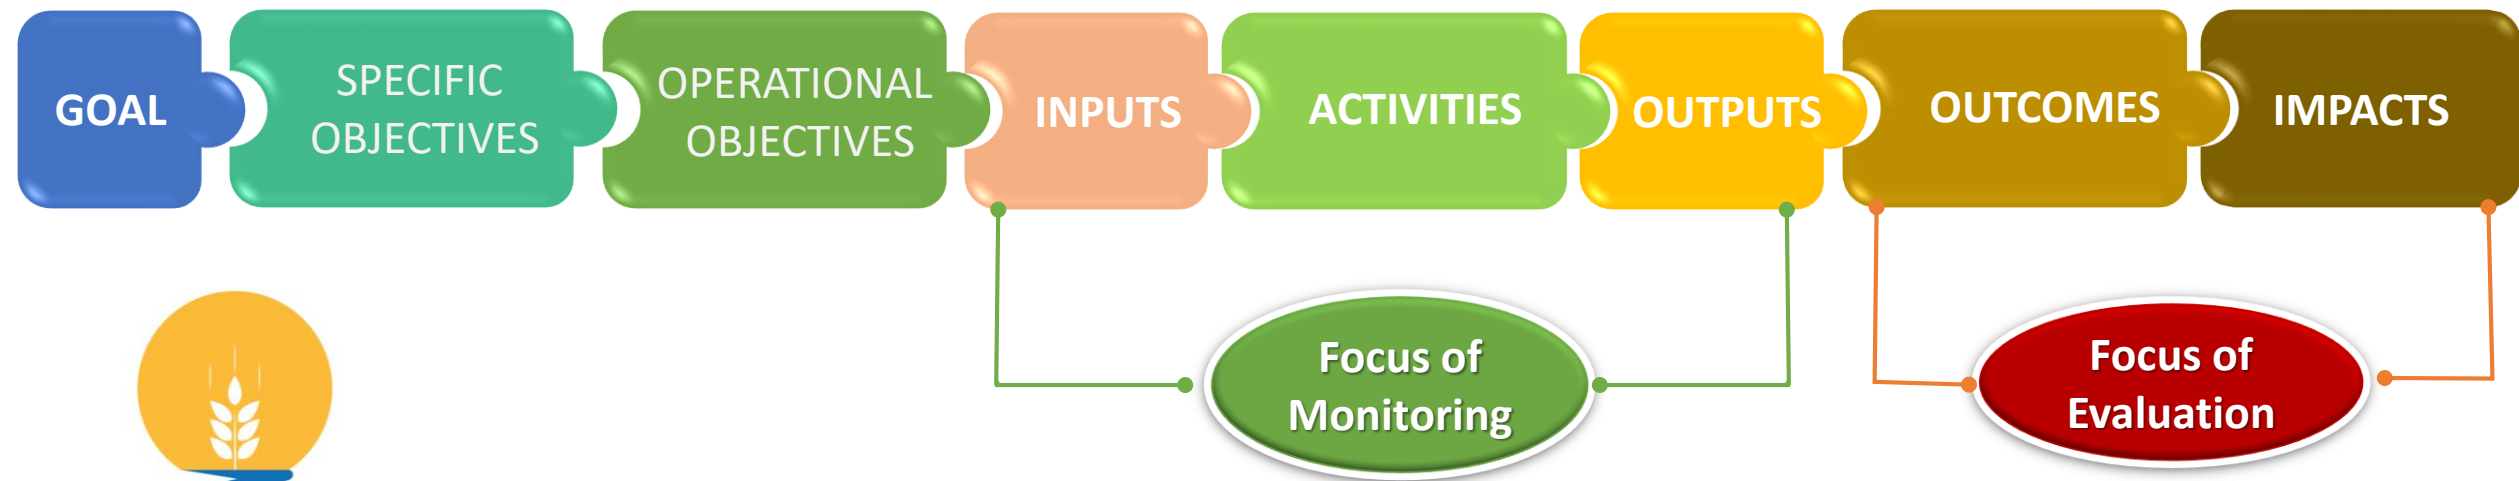 GOAL
SPECIFIC
OBJECTIVES
OPERATIONAL
OBJECTIVES
INPUTS
ACTIVITIES
OUTPUTS
OUTCOMES
IMPACTS
Focus of
Monitoring
Focus of
Evaluation